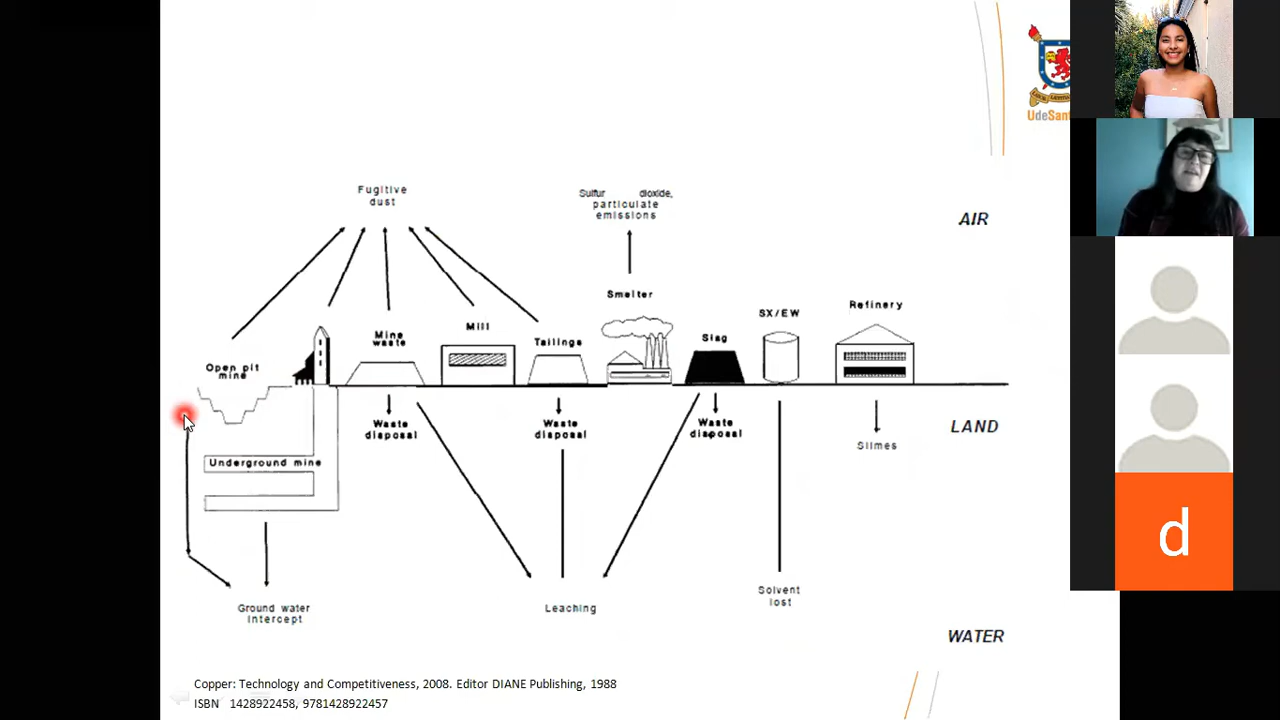 UdeSant
Fugitive
dust
Sulfur dioxide,
particulate
emissions
AIR
Smelter
SX/EW
Refinery
Mine
waste
Mill
Tailings
Slag
Open pit
mine
Waste
disposal
Waste
disposal
Waste
disposal
LAND
Slimes
Underground mine
Ground water
intercept
Leaching
Solvent
lost
WATER
Copper: Technology and Competitiveness, 2008. Editor DIANE Publishing, 1988
ISBN 1428922458, 9781428922457
d